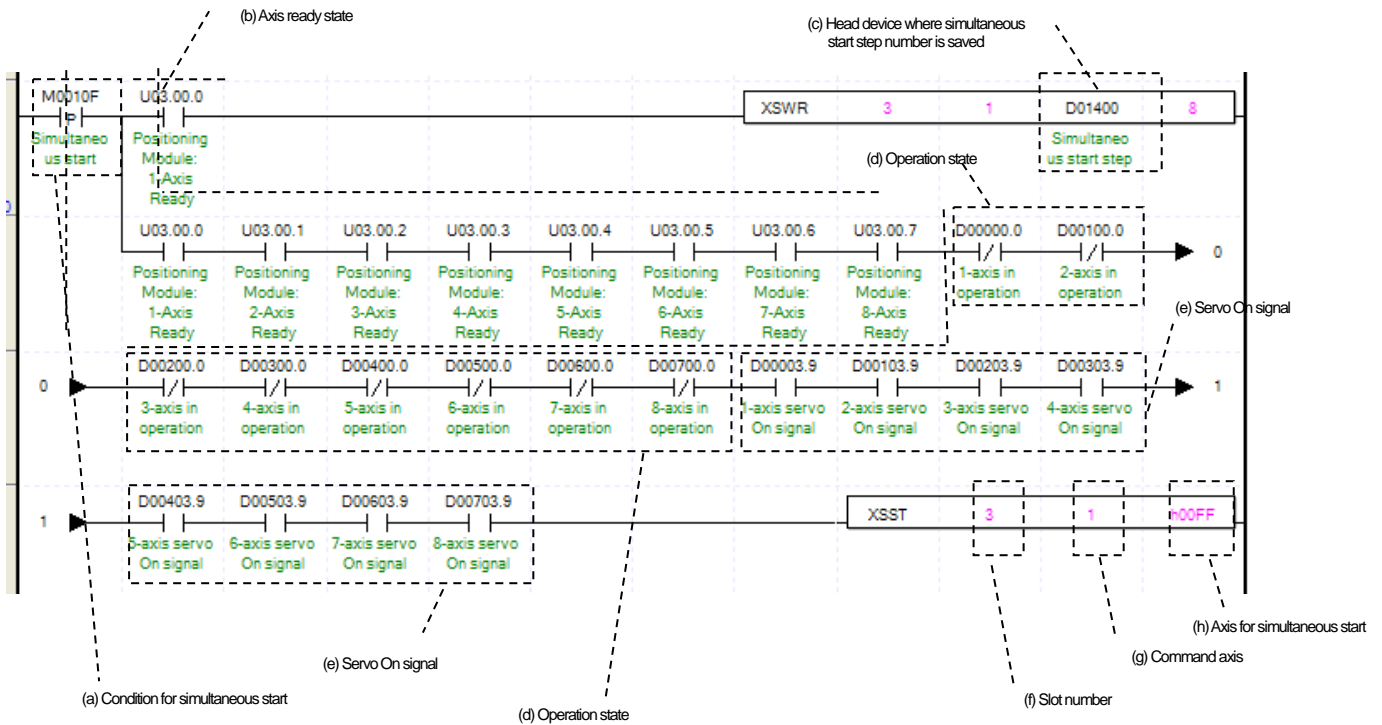 (b) Axis ready state
(c) Head device where simultaneous
start step number is saved
M0010F U03.00.0
P
XSWR 3 1 D01400 8
Simultaneo
us start
Positioning
Module:
1-Axis
Ready
Simultaneo
us start step
(d) Operation state
U03.00.0 U03.00.1 U03.00.2 U03.00.3 U03.00.4 U03.00.5 U03.00.6 U03.00.7 D00000.0 D00100.0
0
Positioning Positioning Positioning Positioning Positioning Positioning Positioning Positioning 1-axis in 2-axis in
Module: Module: Module: Module: Module: Module: Module: Module: operation operation
1-Axis 2-Axis 3-Axis 4-Axis 5-Axis 6-Axis 7-Axis 8-Axis
Ready Ready Ready Ready Ready Ready Ready Ready
(e) Servo On signal
D00200.0 D00300.0 D00400.0 D00500.0 D00600.0 D00700.0 D00003.9 D00103.9 D00203.9 D00303.9
0 1
3-axis in 4-axis in 5-axis in 6-axis in 7-axis in 8-axis in 1-axis servo 2-axis servo 3-axis servo 4-axis servo
operation operation operation operation operation operation On signal On signal On signal On signal
D00403.9 D00503.9 D00603.9 D00703.9
1 XSST 3 1 h00FF
5-axis servo 6-axis servo 7-axis servo 8-axis servo
On signal On signal On signal On signal
(h) Axis for simultaneous start
(g) Command axis
(e) Servo On signal
(a) Condition for simultaneous start
(f) Slot number
(d) Operation state